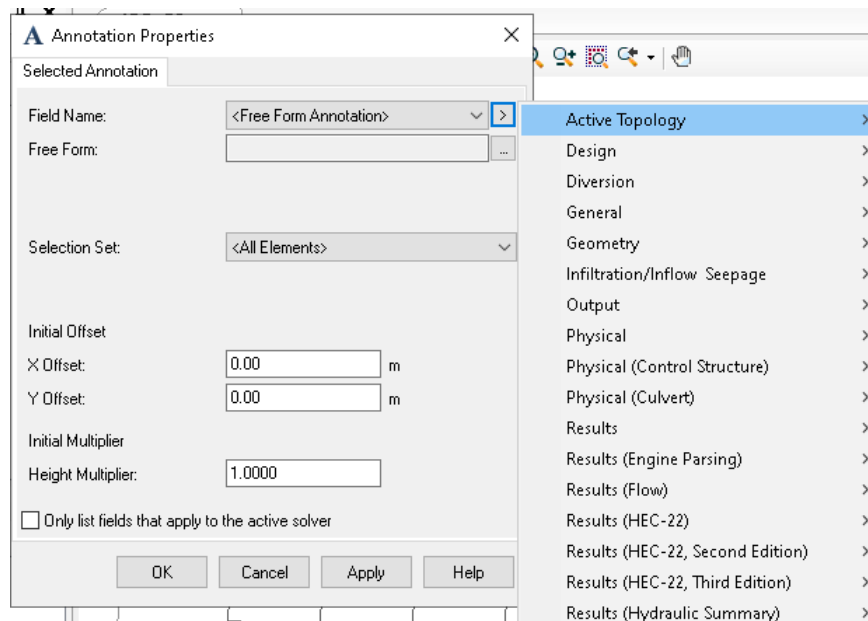 A Annotation Properties
Selected Annotation
Field Name: <Free Form Annotation> >
Free Form: ...
Selection Set: <All Elements>
Initial Offset
X Offset: 0.00 m
Y Offset: 0.00 m
Initial Multiplier
Height Multiplier: 1.0000
Only list fields that apply to the active solver
OK Cancel Apply Help
Active Topology
Design
Diversion
General
Geometry
Infiltration/Inflow Seepage
Output
Physical
Physical (Control Structure)
Physical (Culvert)
Results
Results (Engine Parsing)
Results (Flow)
Results (HEC-22)
Results (HEC-22, Second Edition)
Results (HEC-22, Third Edition)
Results (Hydraulic Summary)